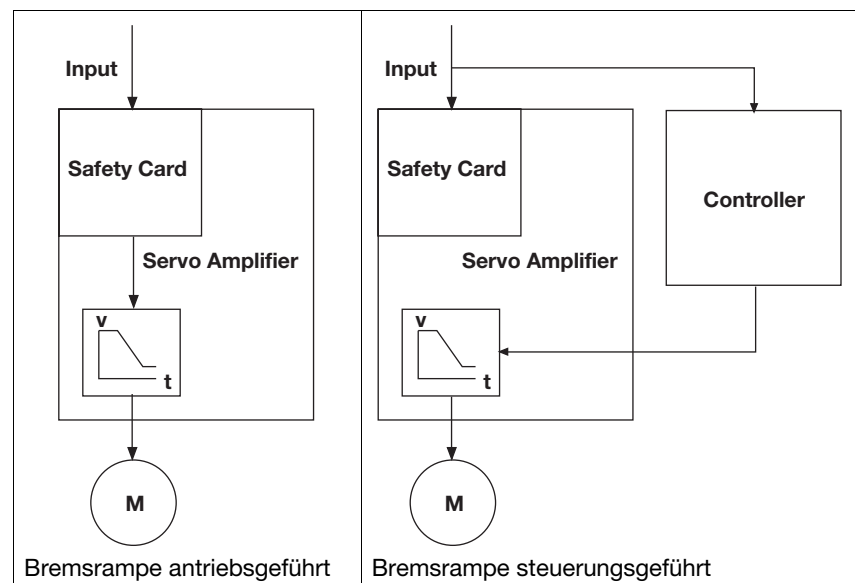 Input
Safety Card
Servo Amplifier
v
t
M
Bremsrampe antriebsgeführt
Input
Safety Card
Controller
Servo Amplifier
v
t
M
Bremsrampe steuerungsgeführt